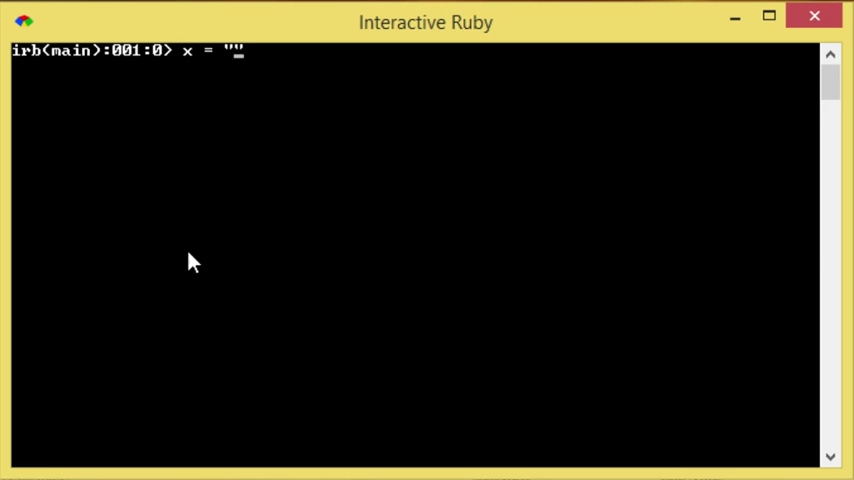 Interactive Ruby
irb(main):001:0> x = ""